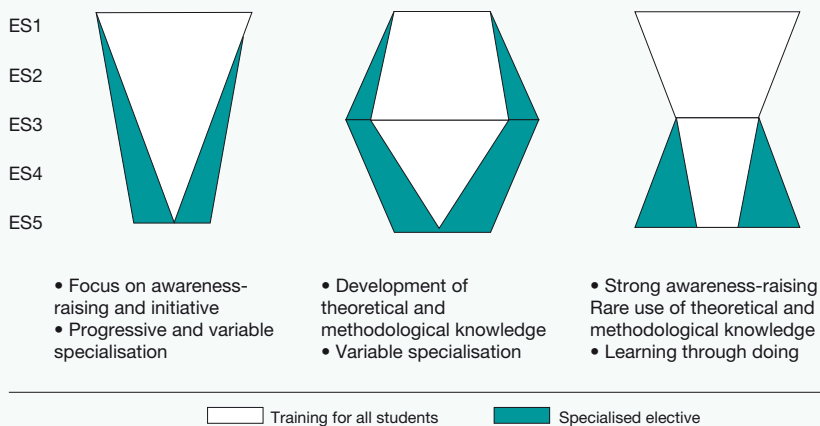 ES1
ES2
ES3
ES4
ES5
• Focus on awareness-
raising and initiative
• Progressive and variable
specialisation
• Development of
theoretical and
methodological knowledge
• Variable specialisation
• Strong awareness-raising
Rare use of theoretical and
methodological knowledge
• Learning through doing
Training for all students
Specialised elective